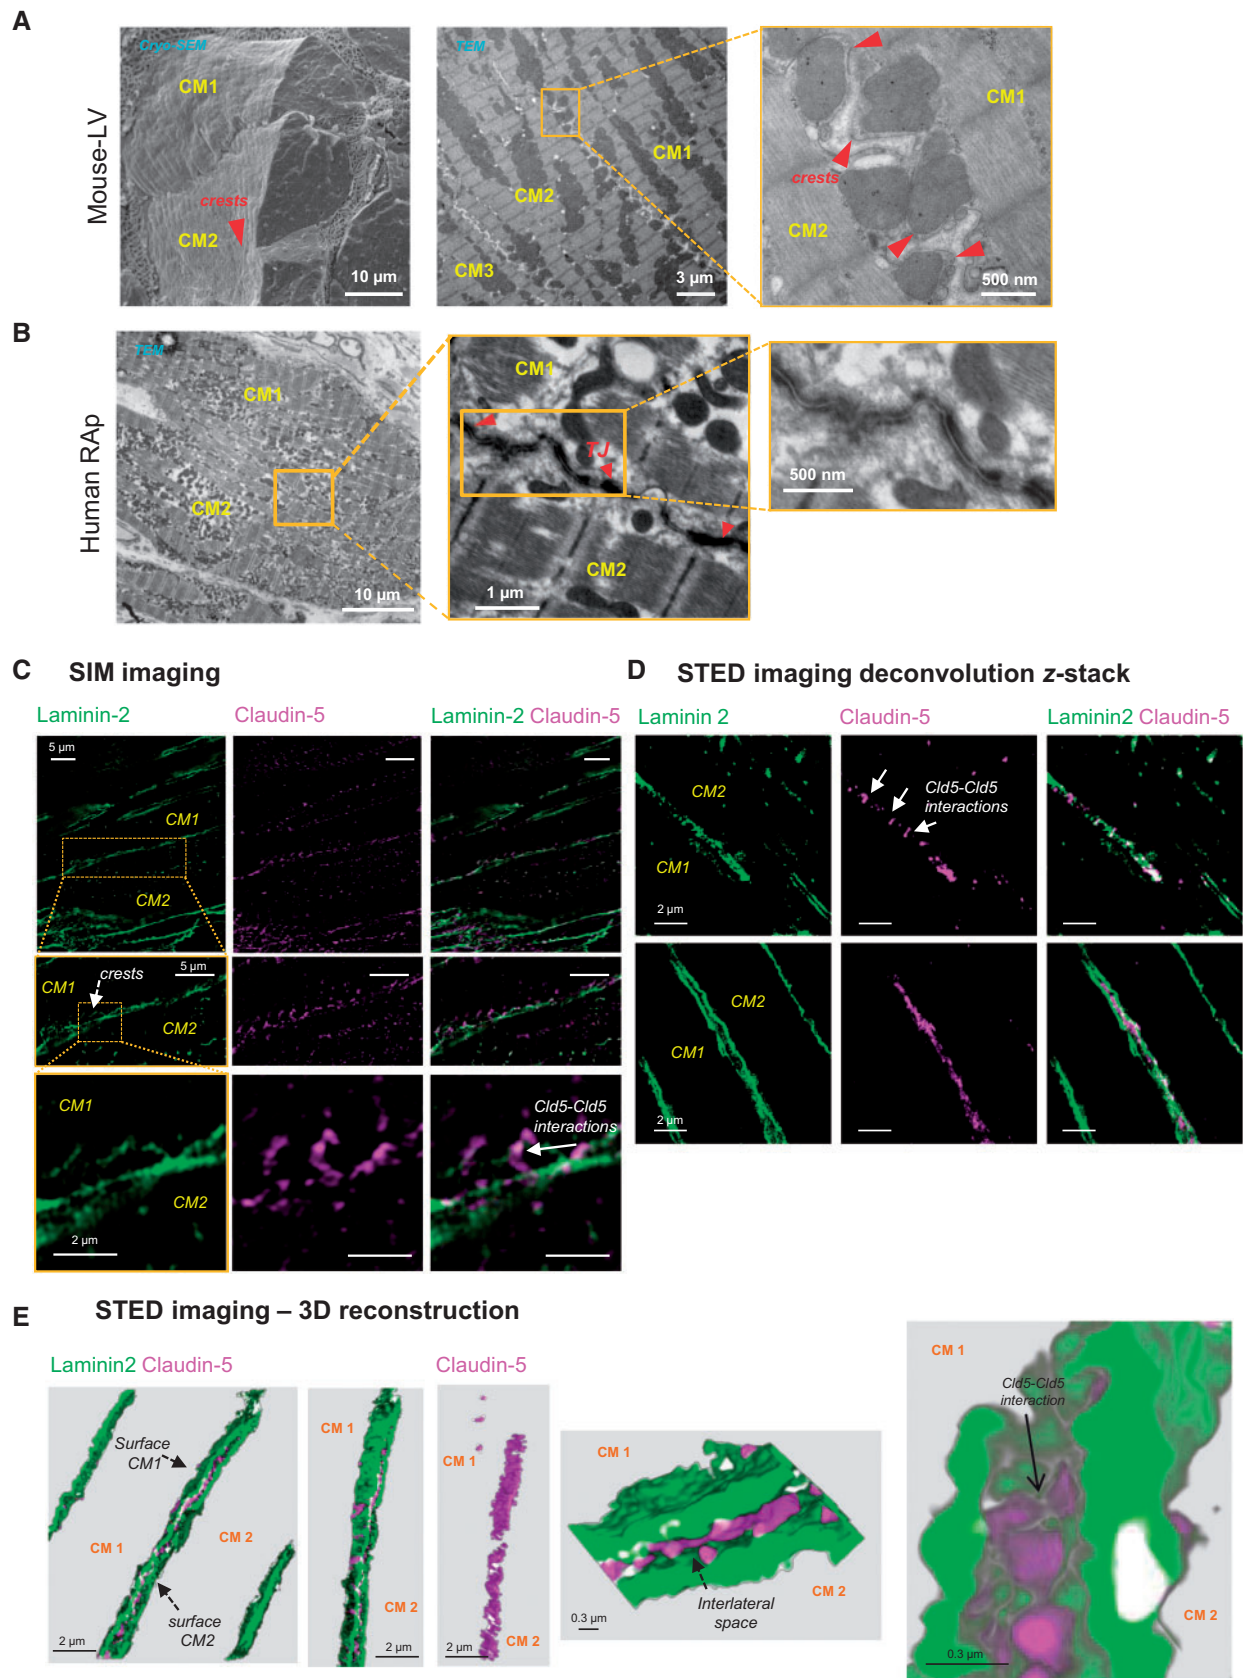 A
Mouse-LV
Cryo-SEM
CM1
crests
CM2
10 µm
TEM
CM1
CM2
CM3
3 µm
CM1
crests
CM2
500 nm
B
Human RAp
TEM
CM1
CM2
10 µm
CM1
TJ
CM2
1 µm
500 nm
C SIM imaging
Laminin-2 Claudin-5 Laminin-2 Claudin-5
5 µm
CM1
CM2
crests
5 µm
CM1
CM2
CM1
CM2
2 µm
Cld5-Cld5
interactions
D STED imaging deconvolution z-stack
Laminin 2 Claudin-5 Laminin2 Claudin-5
CM2
CM1
2 µm
Cld5-Cld5
interactions
CM2
CM1
2 µm
E STED imaging – 3D reconstruction
Laminin2 Claudin-5 Claudin-5
Surface
CM1
CM 1
CM 2
surface
CM2
2 µm
CM 1
CM 2
CM 1
CM 2
2 µm
CM 1
CM 2
Interlateral
space
0.3 µm
CM 1
Cld5-Cld5
interaction
CM 2
0.3 µm